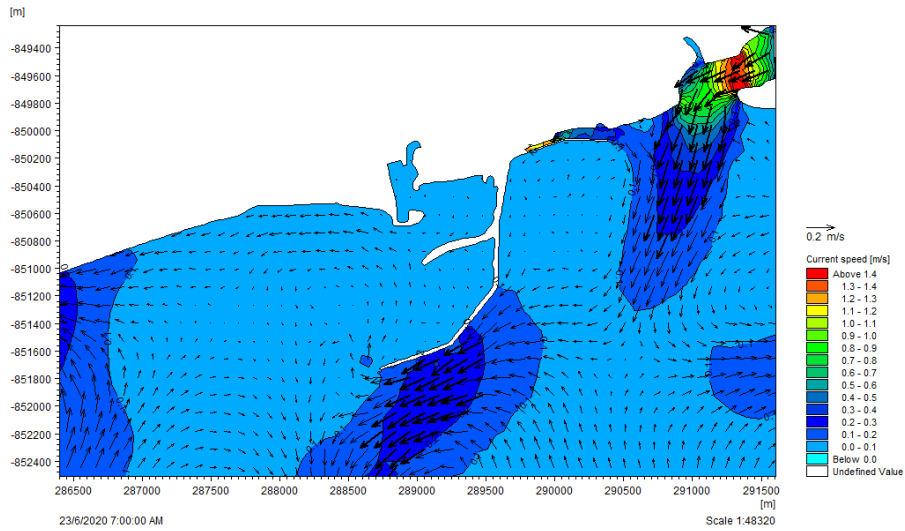 [m]
-849400
-849600
-849800
-850000
-850200
-850400
-850600
-850800
-851000
-851200
-851400
-851600
-851800
-852000
-852200
-852400
286500 287000 287500 288000 288500 289000 289500 290000 290500 291000 291500
[m]
23/6/2020 7:00:00 AM
Scale 1:48320
0.2 m/s
Current speed [m/s]
Above 1.4
1.3 - 1.4
1.2 - 1.3
1.1 - 1.2
1.0 - 1.1
0.9 - 1.0
0.8 - 0.9
0.7 - 0.8
0.6 - 0.7
0.5 - 0.6
0.4 - 0.5
0.3 - 0.4
0.2 - 0.3
0.1 - 0.2
0.0 - 0.1
Below 0.0
Undefined Value